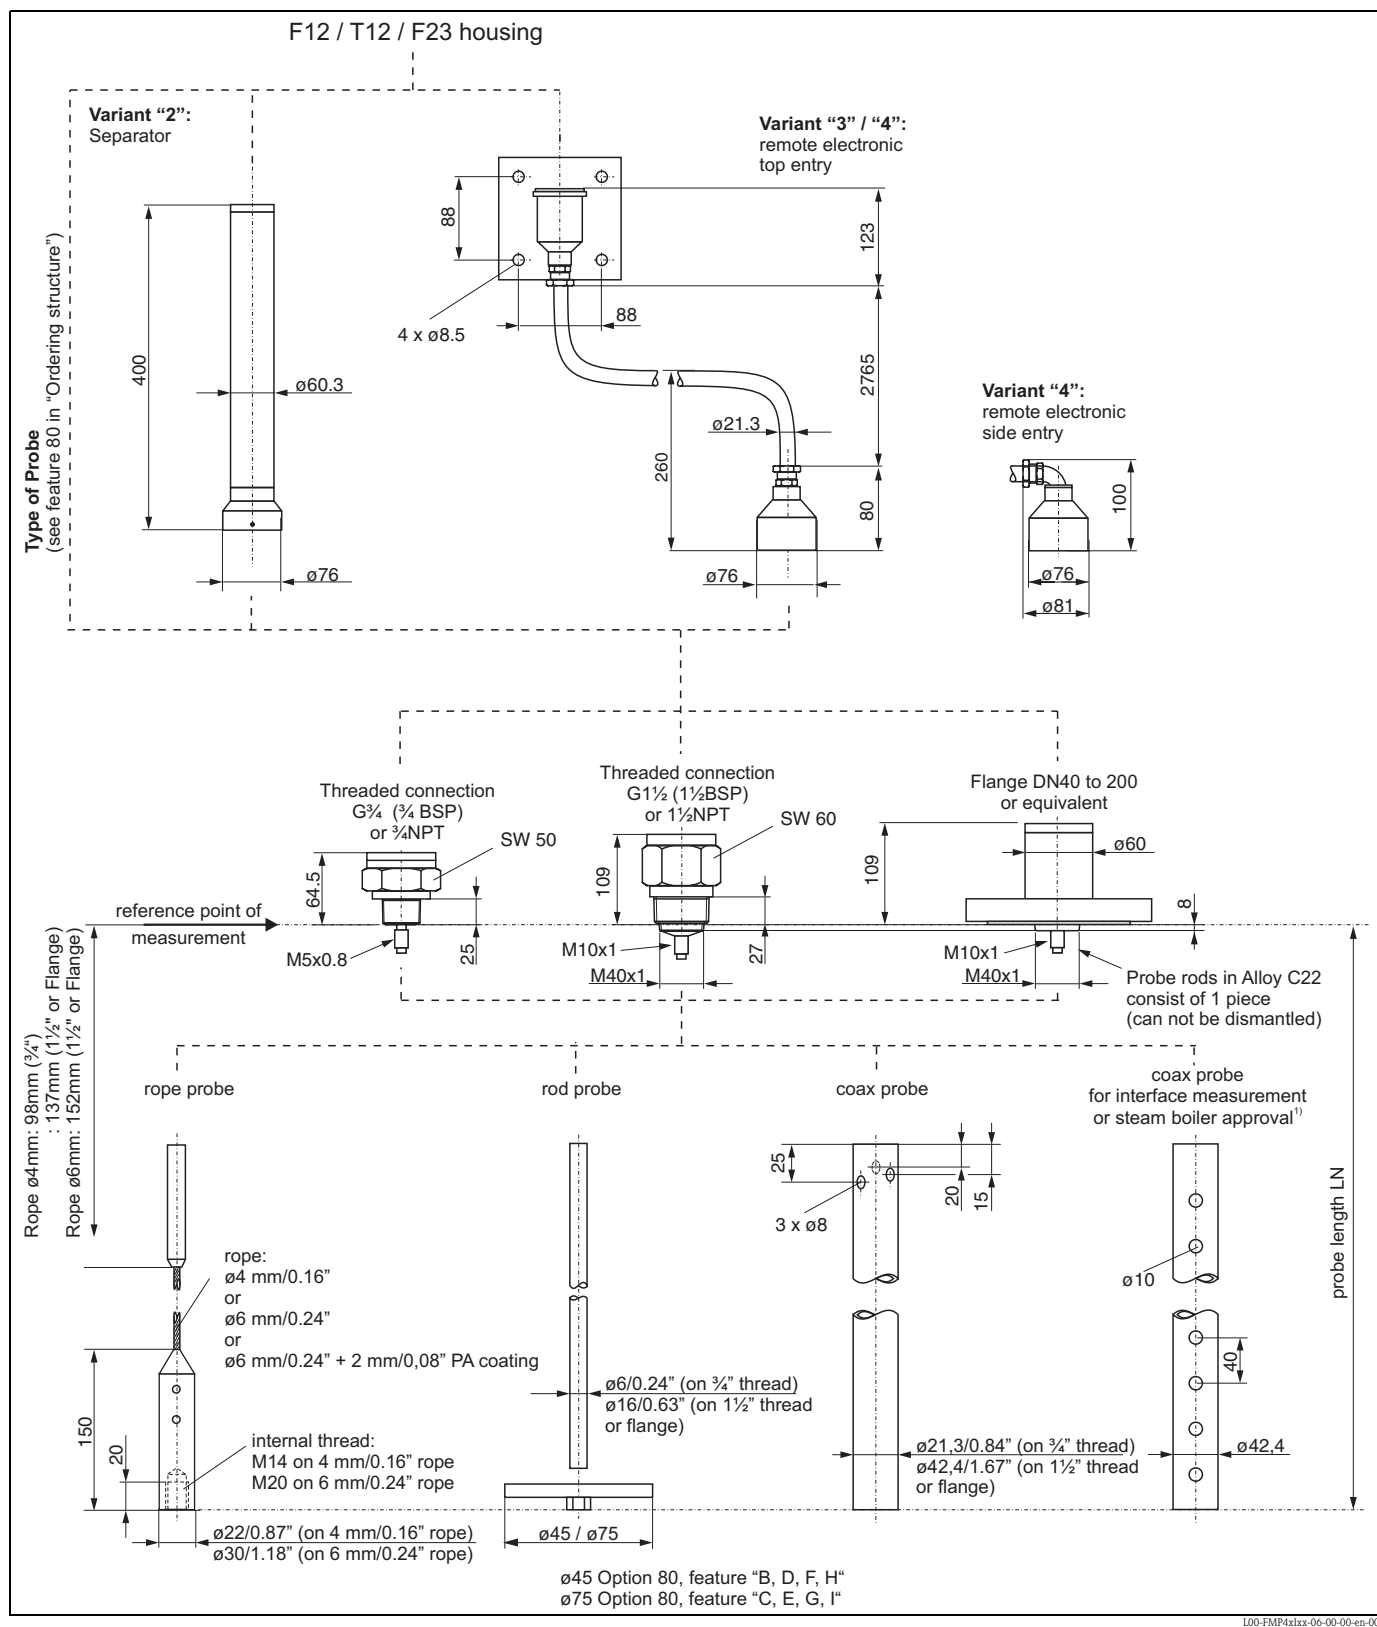 F12 / T12 / F23 housing
Variant “2”:
Separator
Variant “3” / “4”:
remote electronic
top entry
88
123
400
4 x ø8.5
88
2765
ø60.3
Variant “4”:
remote electronic
side entry
ø21.3
260
80
100
Type of Probe
(see feature 80 in “Ordering structure”)
ø76
ø76
ø76
ø81
Threaded connection
G¾ (¾ BSP)
or ¾NPT
SW 50
64.5
25
M5x0.8
Threaded connection
G1½ (1½BSP)
or 1½NPT
SW 60
109
27
M10x1
M40x1
Flange DN40 to 200
or equivalent
ø60
109
8
M10x1
M40x1
Probe rods in Alloy C22
consist of 1 piece
(can not be dismantled)
reference point of
measurement
Rope ø4mm: 98mm (¾“)
: 137mm (1½" or Flange)
Rope ø6mm: 152mm (1½" or Flange)
rope probe
rod probe
coax probe
coax probe
for interface measurement
or steam boiler approval1)
25
20
15
3 x ø8
ø10
probe length LN
rope:
ø4 mm/0.16”
or
ø6 mm/0.24”
or
ø6 mm/0.24” + 2 mm/0,08” PA coating
40
150
20
internal thread:
M14 on 4 mm/0.16” rope
M20 on 6 mm/0.24” rope
ø6/0.24” (on ¾” thread)
ø16/0.63” (on 1½” thread
or flange)
ø21,3/0.84” (on ¾” thread)
ø42,4/1.67” (on 1½” thread
or flange)
ø42,4
ø22/0.87” (on 4 mm/0.16” rope)
ø30/1.18” (on 6 mm/0.24” rope)
ø45 / ø75
ø45 Option 80, feature “B, D, F, H“
ø75 Option 80, feature “C, E, G, I“
L00-FMP4xIxx-06-00-00-en-00